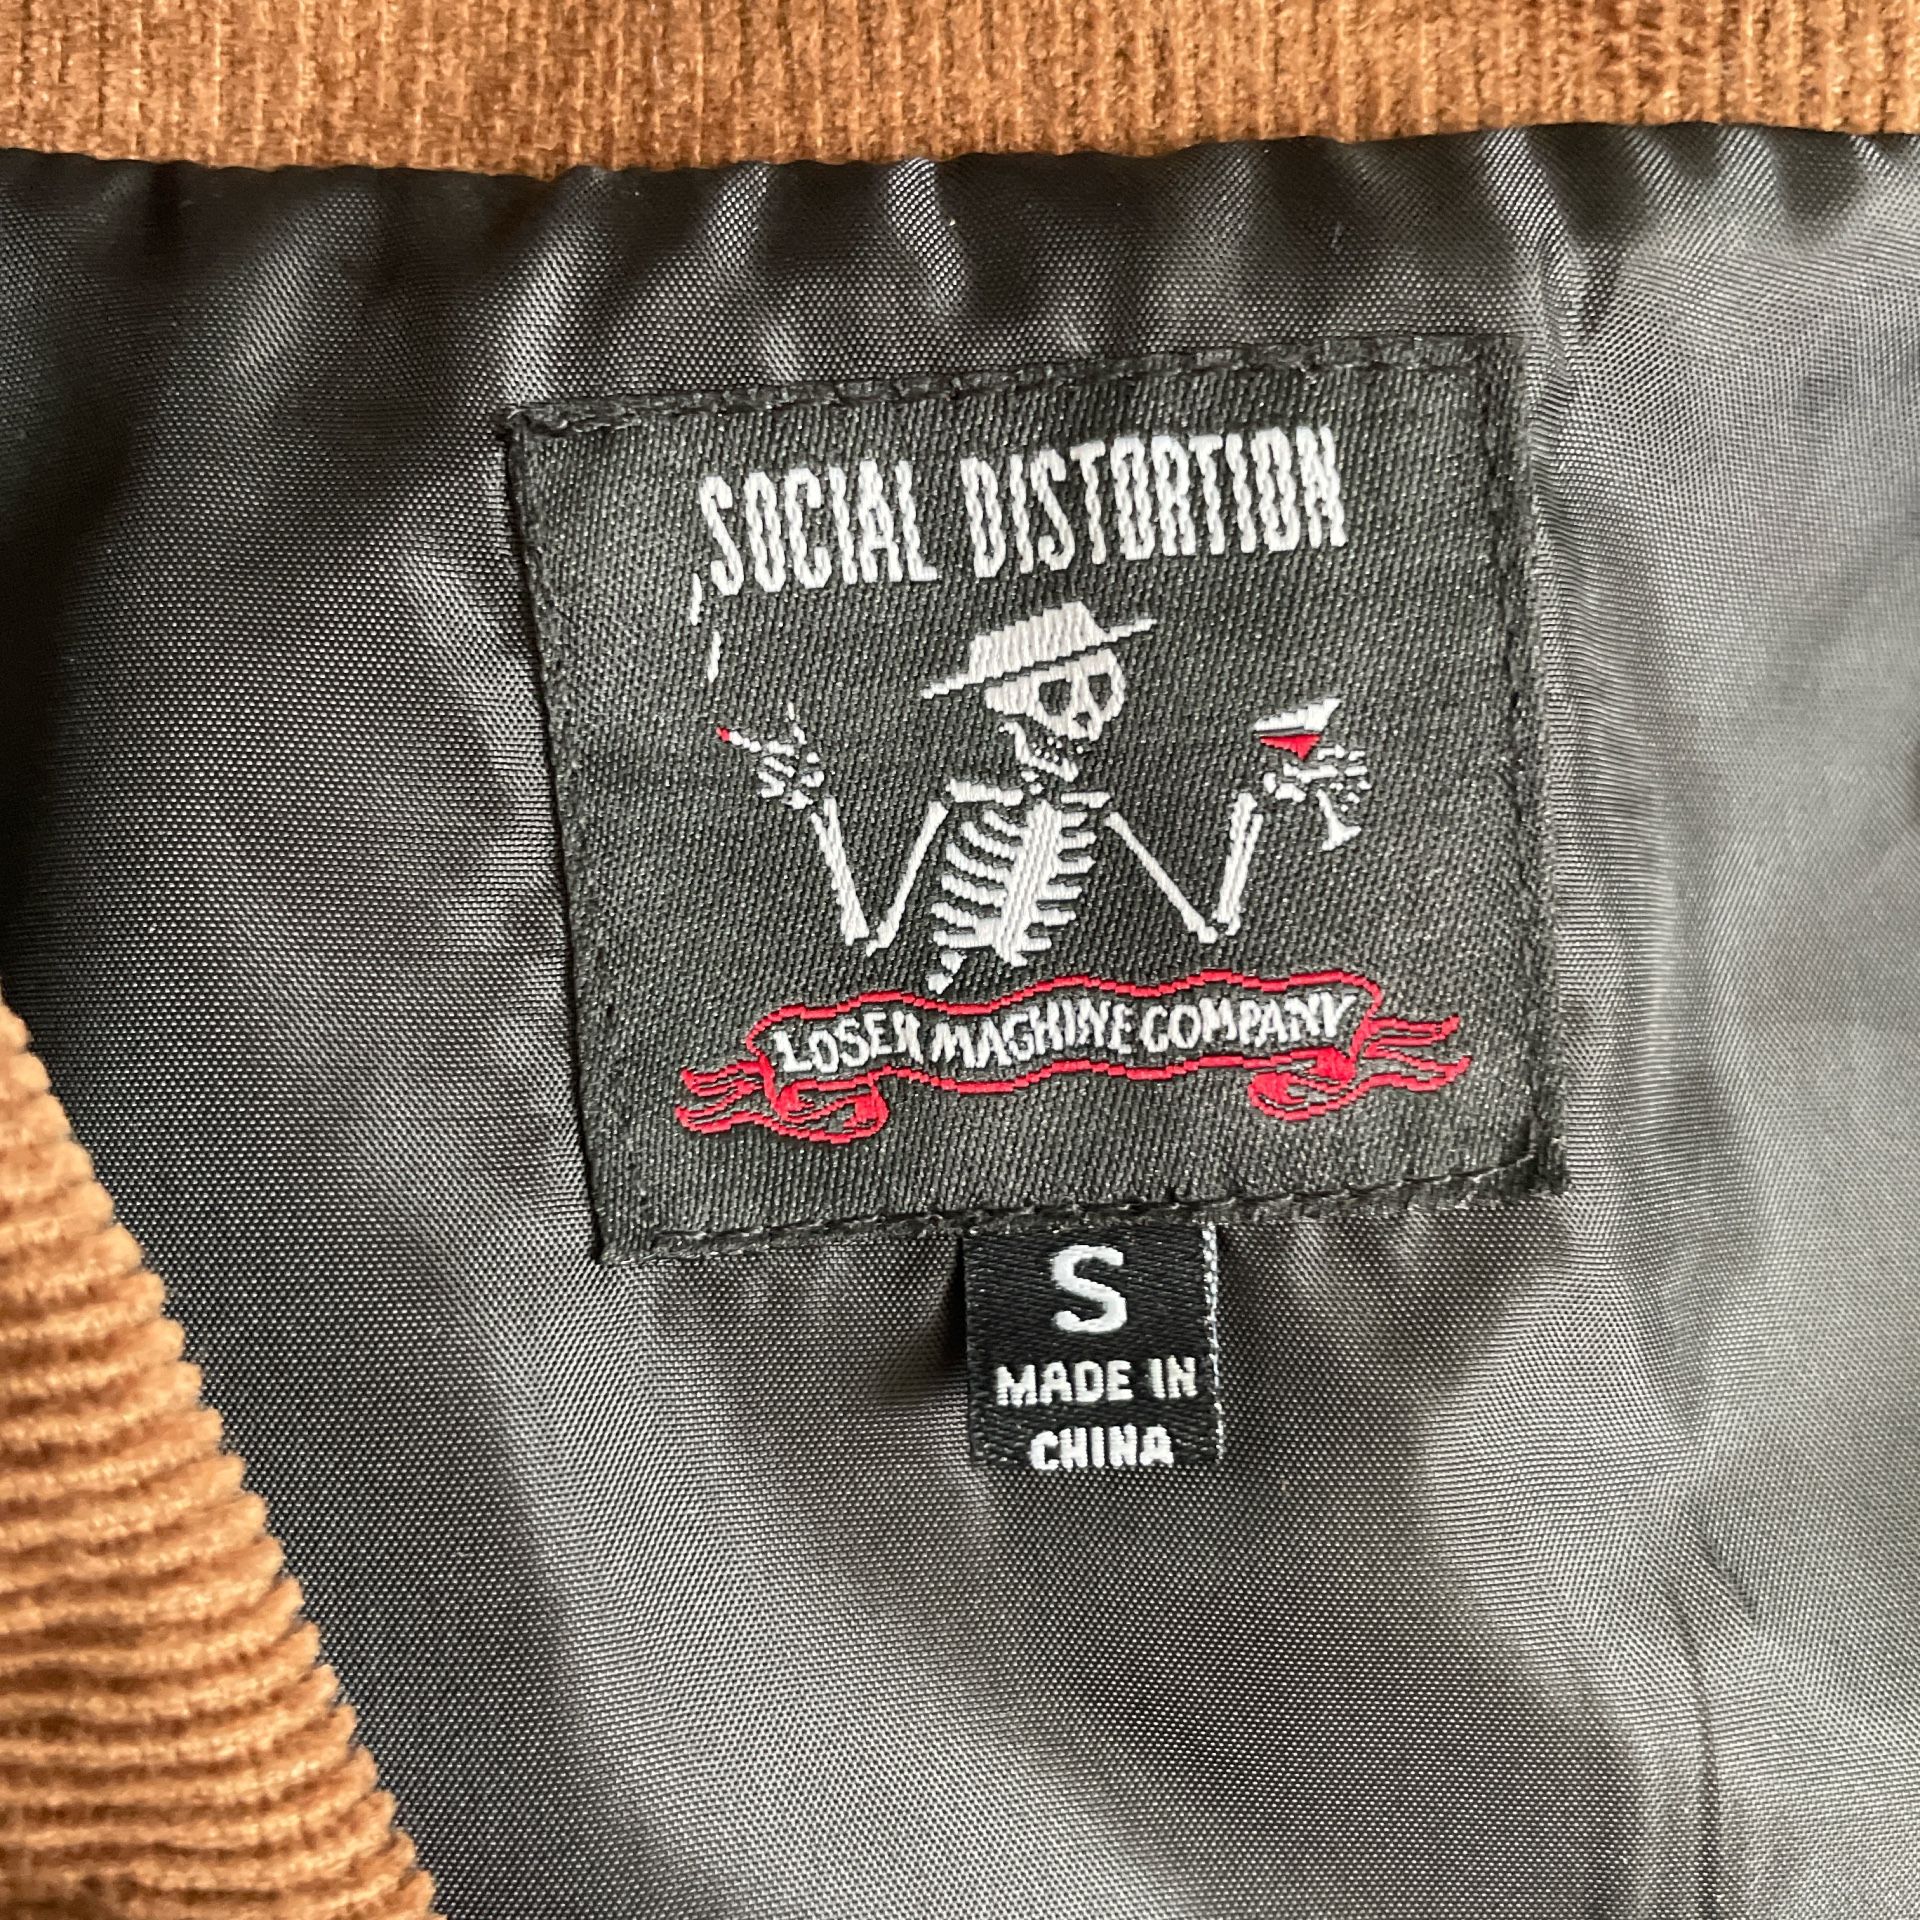 SOCIAL DISTORTION
LOSER MACHINE COMPANY
S
MADE IN
CHINA